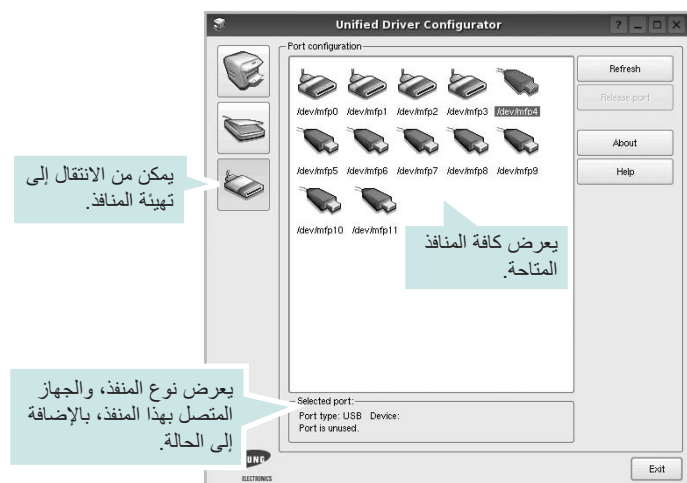 Unified Driver Configurator
Port configuration
/dev/mfp0 /dev/mfp1 /dev/mfp2 /dev/mfp3 /dev/mfp4
/dev/mfp5 /dev/mfp6 /dev/mfp7 /dev/mfp8 /dev/mfp9
/dev/mfp10 /dev/mfp11
Refresh
Release port
About
Help
يمكن من الانتقال إلى
تهيئة المنافذ.
يعرض كافة المنافذ
المتاحة.
يعرض نوع المنفذ، والجهاز
المتصل بهذا المنفذ، بالإضافة
إلى الحالة.
Selected port:
Port type: USB Device:
Port is unused.
UNG
ELECTRONICS
Exit